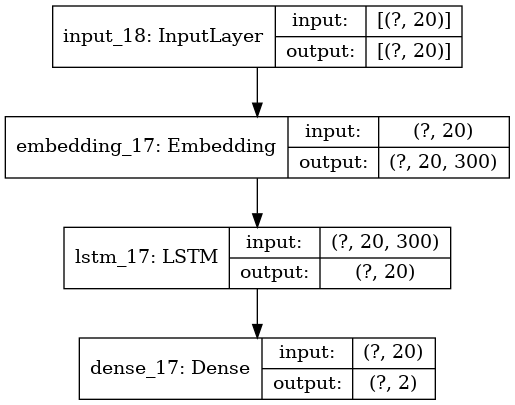 input_18: InputLayer
input: [(?, 20)]
output: [(?, 20)]
embedding_17: Embedding
input: (?, 20)
output: (?, 20, 300)
lstm_17: LSTM
input: (?, 20, 300)
output: (?, 20)
dense_17: Dense
input: (?, 20)
output: (?, 2)